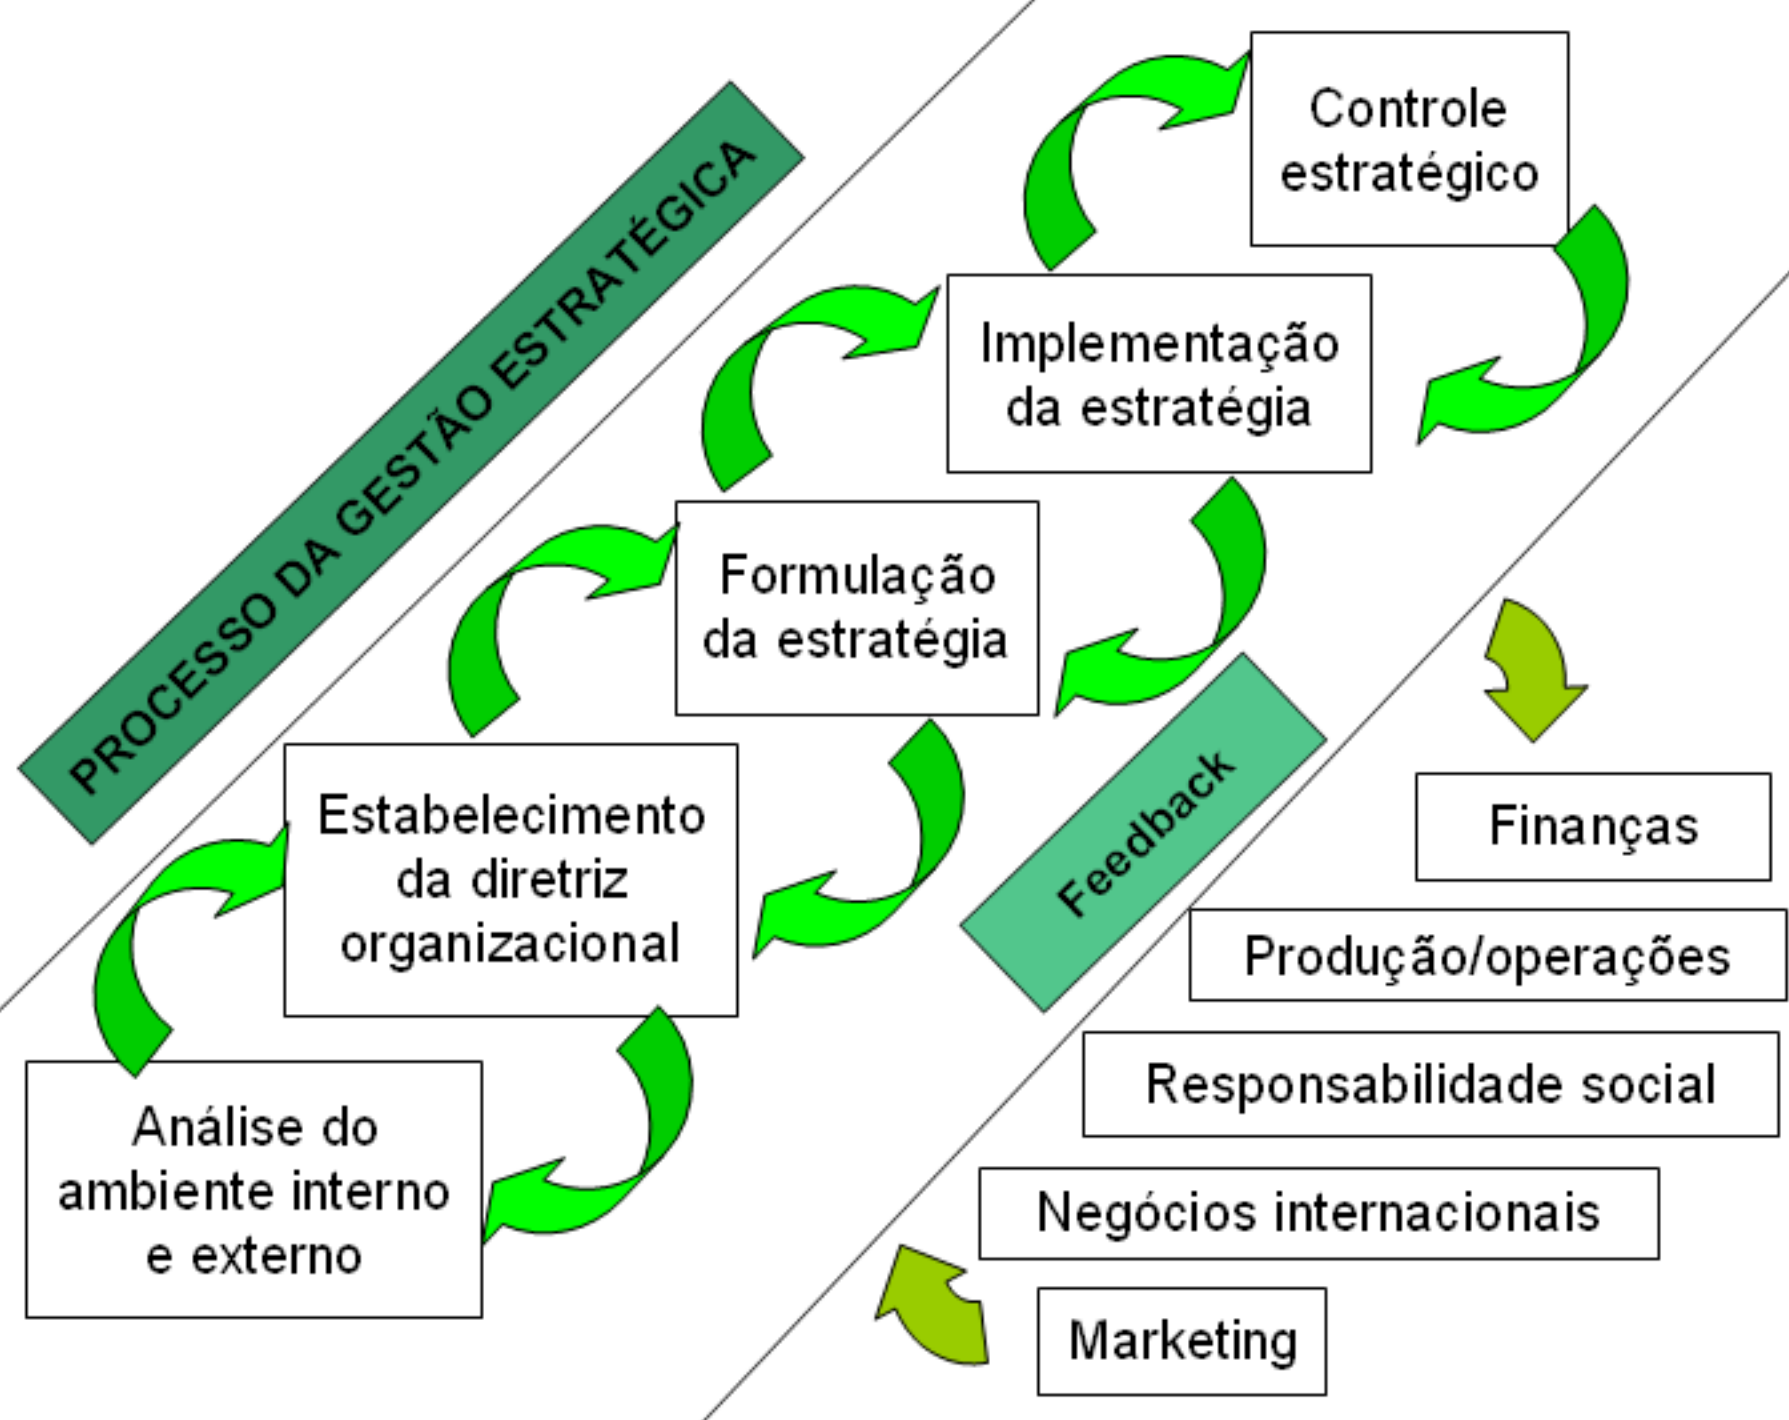 PROCESSO DA GESTÃO ESTRATÉGICA
Controle
estratégico
Implementação
da estratégia
Formulação
da estratégia
Estabelecimento
da diretriz
organizacional
Análise do
ambiente interno
e externo
Feedback
Finanças
Produção/operações
Responsabilidade social
Negócios internacionais
Marketing